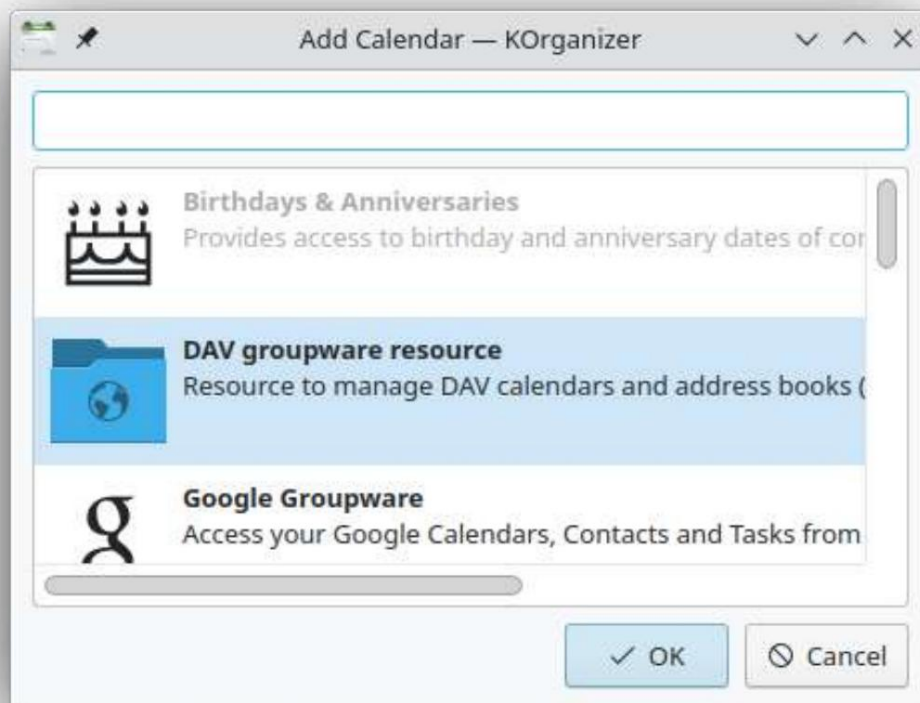 Add Calendar — KOrganizer
Birthdays & Anniversaries
Provides access to birthday and anniversary dates of
DAV groupware resource
Resource to manage DAV calendars and address books (
Google Groupware
Access your Google Calendars, Contacts and Tasks from
OK
Cancel